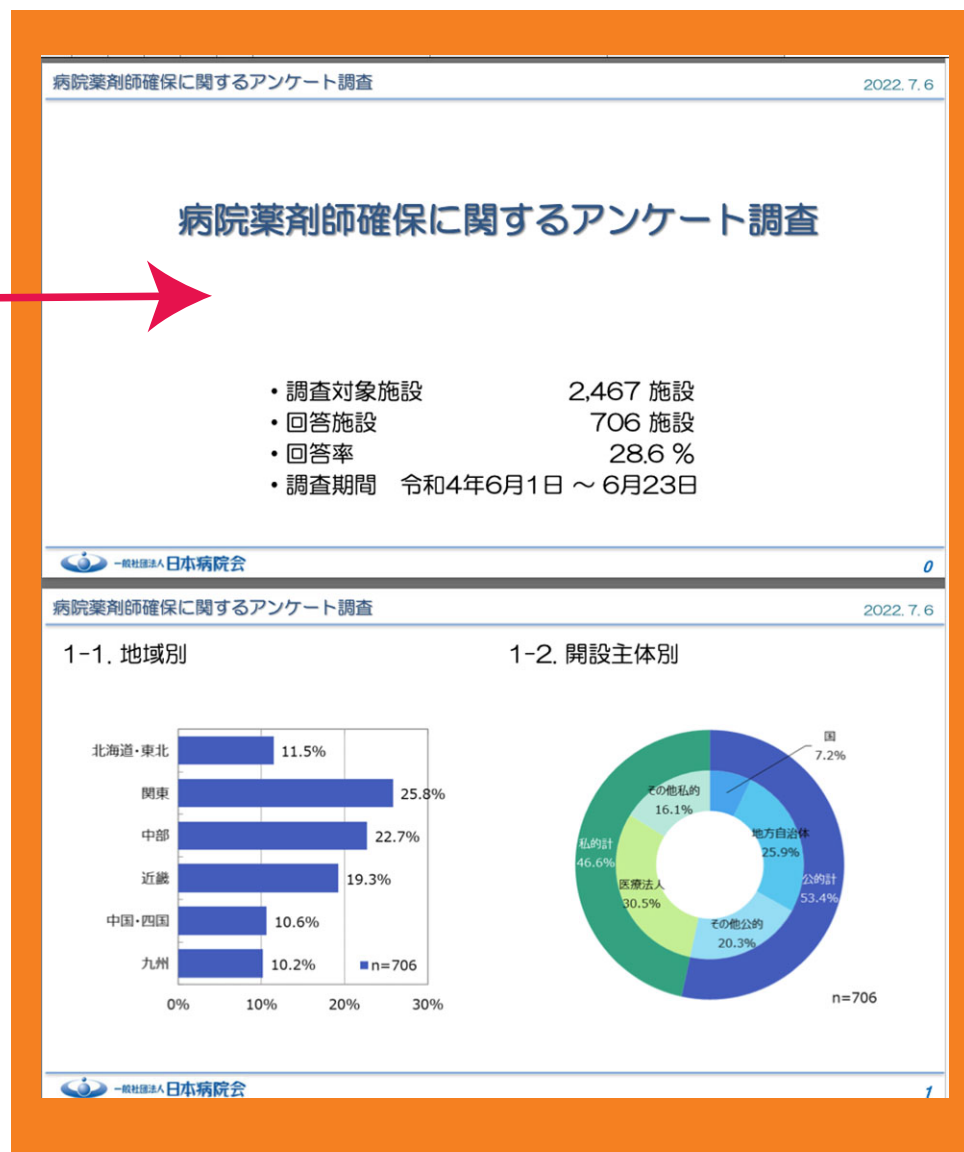 病院薬剤師確保に関するアンケート調査 2022.7.6
病院薬剤師確保に関するアンケート調査
・調査対象施設 2,467 施設
・回答施設 706 施設
・回答率 28.6 %
・調査期間 令和4年6月1日 ～ 6月23日
一般社団法人 日本病院会 0
病院薬剤師確保に関するアンケート調査 2022.7.6
1-1. 地域別
北海道・東北 11.5%
関東 25.8%
中部 22.7%
近畿 19.3%
中国・四国 10.6%
九州 10.2%
n=706
0% 10% 20% 30%
1-2. 開設主体別
国
7.2%
その他私的
16.1%
地方自治体
25.9%
私的計
46.6%
医療法人
30.5%
公的計
53.4%
その他公的
20.3%
n=706
一般社団法人 日本病院会 1